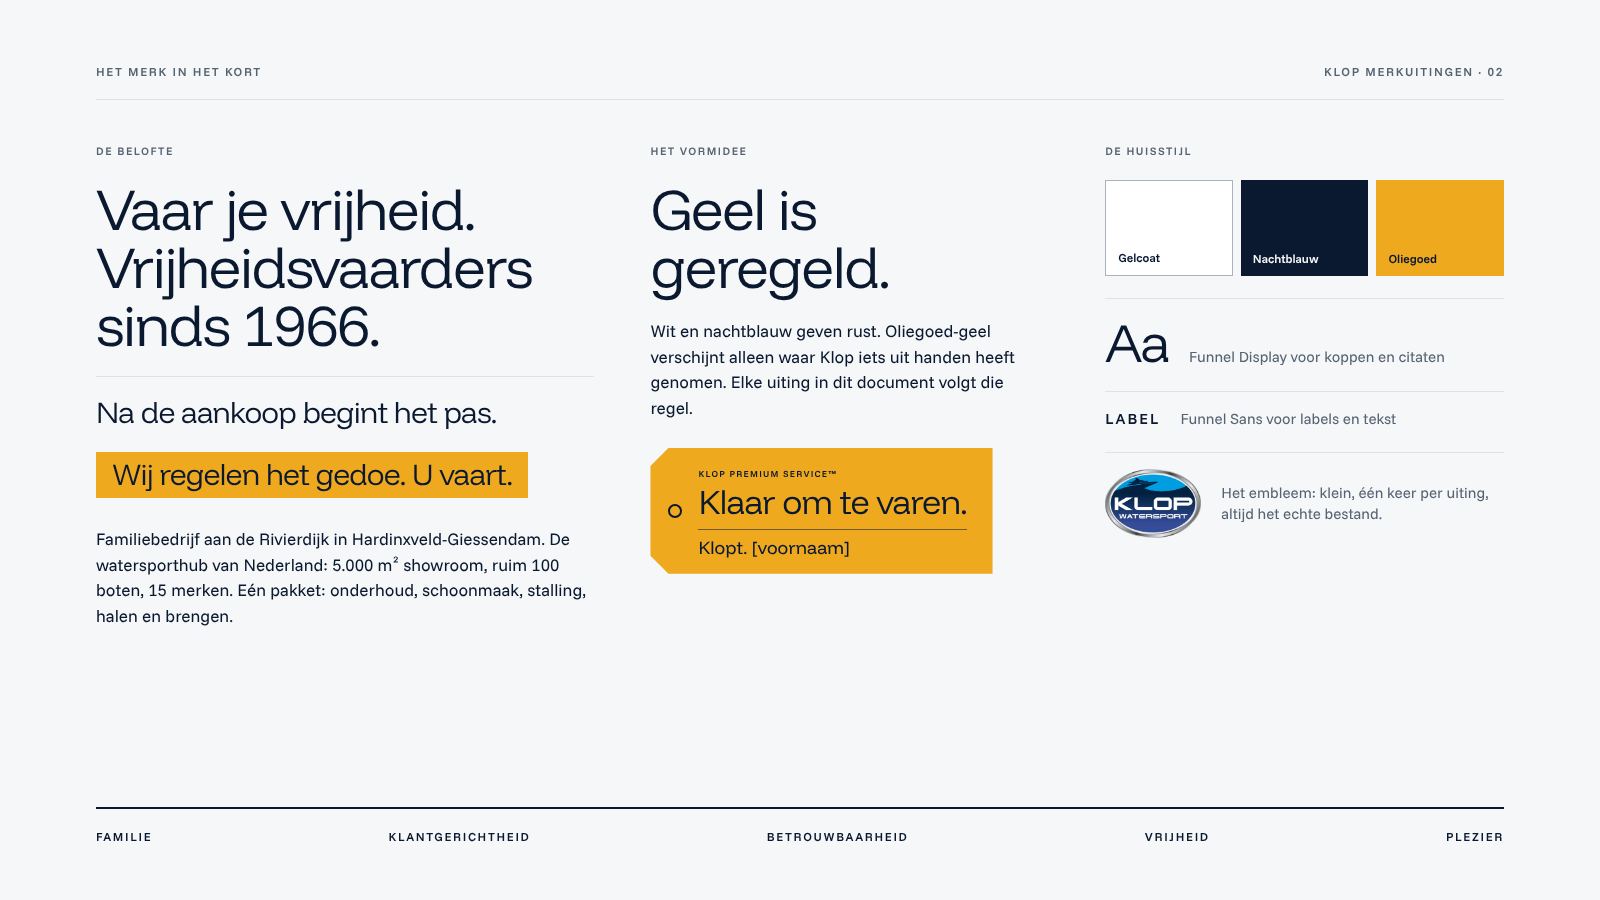 HET MERK IN HET KORT
KLOP MERKUITINGEN · 02
DE BELOFTE
Vaar je vrijheid.
Vrijheidsvaarders
sinds 1966.
Na de aankoop begint het pas.
Wij regelen het gedoe. U vaart.
Familiebedrijf aan de Rivierdijk in Hardinxveld-Giessendam. De
watersporthub van Nederland: 5.000 m² showroom, ruim 100
boten, 15 merken. Eén pakket: onderhoud, schoonmaak, stalling,
halen en brengen.
HET VORMIDEE
Geel is
geregeld.
Wit en nachtblauw geven rust. Oliegoed-geel
verschijnt alleen waar Klop iets uit handen heeft
genomen. Elke uiting in dit document volgt die
regel.
KLOP PREMIUM SERVICE™
Klaar om te varen.
Klopt. [voornaam]
DE HUISSTIJL
Gelcoat
Nachtblauw
Oliegoed
Aa
Funnel Display voor koppen en citaten
LABEL
Funnel Sans voor labels en tekst
KLOP
WATERSPORT
Het embleem: klein, één keer per uiting,
altijd het echte bestand.
FAMILIE
KLANTGERICHTHEID
BETROUWBAARHEID
VRIJHEID
PLEZIER